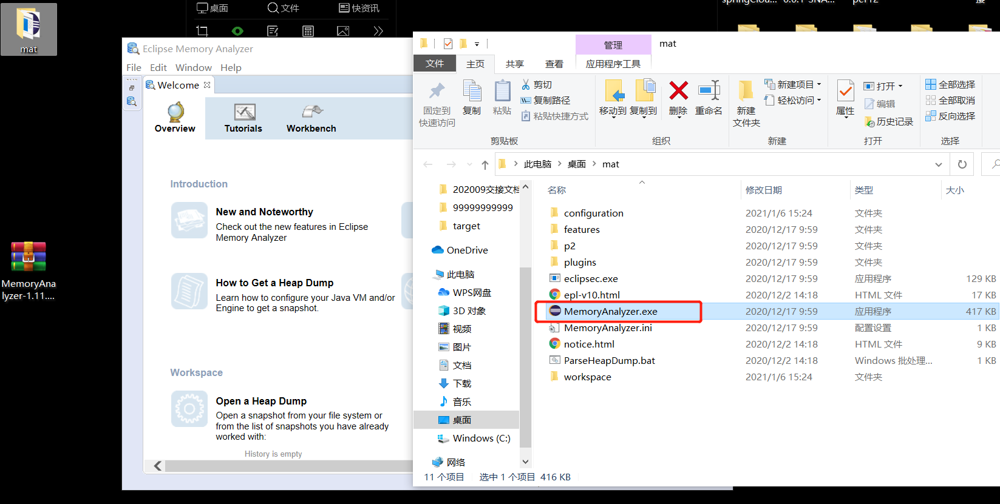 桌面
文件
快资讯
mat
MemoryAna
lyzer-1.11....
Eclipse Memory Analyzer
File Edit Window Help
Welcome
Overview
Tutorials
Workbench
Introduction
New and Noteworthy
Check out the new features in Eclipse
Memory Analyzer
How to Get a Heap Dump
Learn how to configure your Java VM and/or
Engine to get a snapshot.
Workspace
Open a Heap Dump
Open a snapshot from your file system or
from the list of snapshots you have already
worked with:
History is empty
管理
mat
文件 主页 共享 查看 应用程序工具
固定到
快速访问
复制
粘贴
剪切
复制路径
粘贴快捷方式
剪贴板
移动到
复制到
删除
重命名
组织
新建
文件夹
新建项目
轻松访问
新建
属性
打开
编辑
历史记录
打开
全部选择
全部取消
反向选择
选择
此电脑 > 桌面 > mat
202009交接文档
99999999999
target
OneDrive
此电脑
WPS网盘
3D 对象
视频
图片
文档
下载
音乐
桌面
Windows (C:)
网络
名称 修改日期 类型 大小
configuration 2021/1/6 15:24 文件夹
features 2020/12/17 9:59 文件夹
p2 2020/12/17 9:59 文件夹
plugins 2020/12/17 9:59 文件夹
eclipsec.exe 2020/12/17 9:59 应用程序 129 KB
epl-v10.html 2020/12/2 14:18 HTML 文件 17 KB
MemoryAnalyzer.exe 2020/12/17 9:59 应用程序 417 KB
MemoryAnalyzer.ini 2020/12/17 9:59 配置设置 1 KB
notice.html 2020/12/2 14:18 HTML 文件 9 KB
ParseHeapDump.bat 2020/12/2 14:18 Windows 批处理... 1 KB
workspace 2021/1/6 15:24 文件夹
11 个项目 选中 1 个项目 416 KB